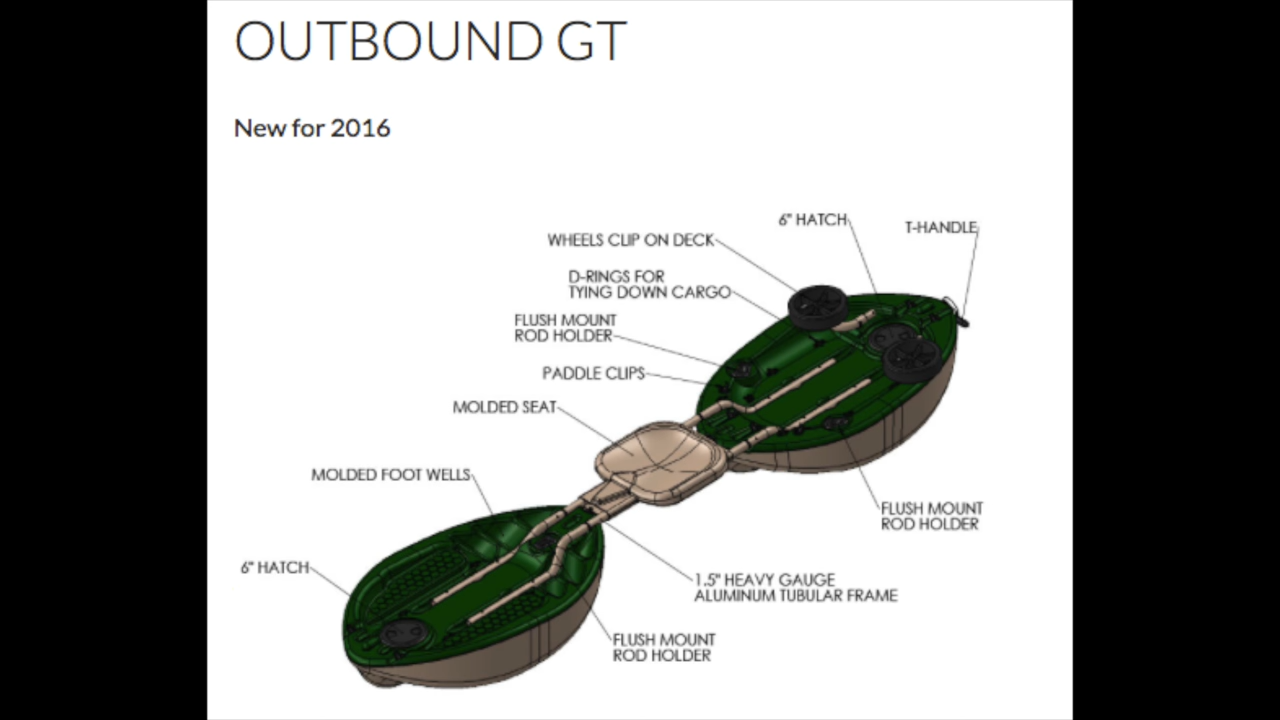 OUTBOUND GT
New for 2016
6" HATCH
T-HANDLE
WHEELS CLIP ON DECK
D-RINGS FOR
TYING DOWN CARGO
FLUSH MOUNT
ROD HOLDER
PADDLE CLIPS
MOLDED SEAT
MOLDED FOOT WELLS
FLUSH MOUNT
ROD HOLDER
6" HATCH
1.5" HEAVY GAUGE
ALUMINUM TUBULAR FRAME
FLUSH MOUNT
ROD HOLDER